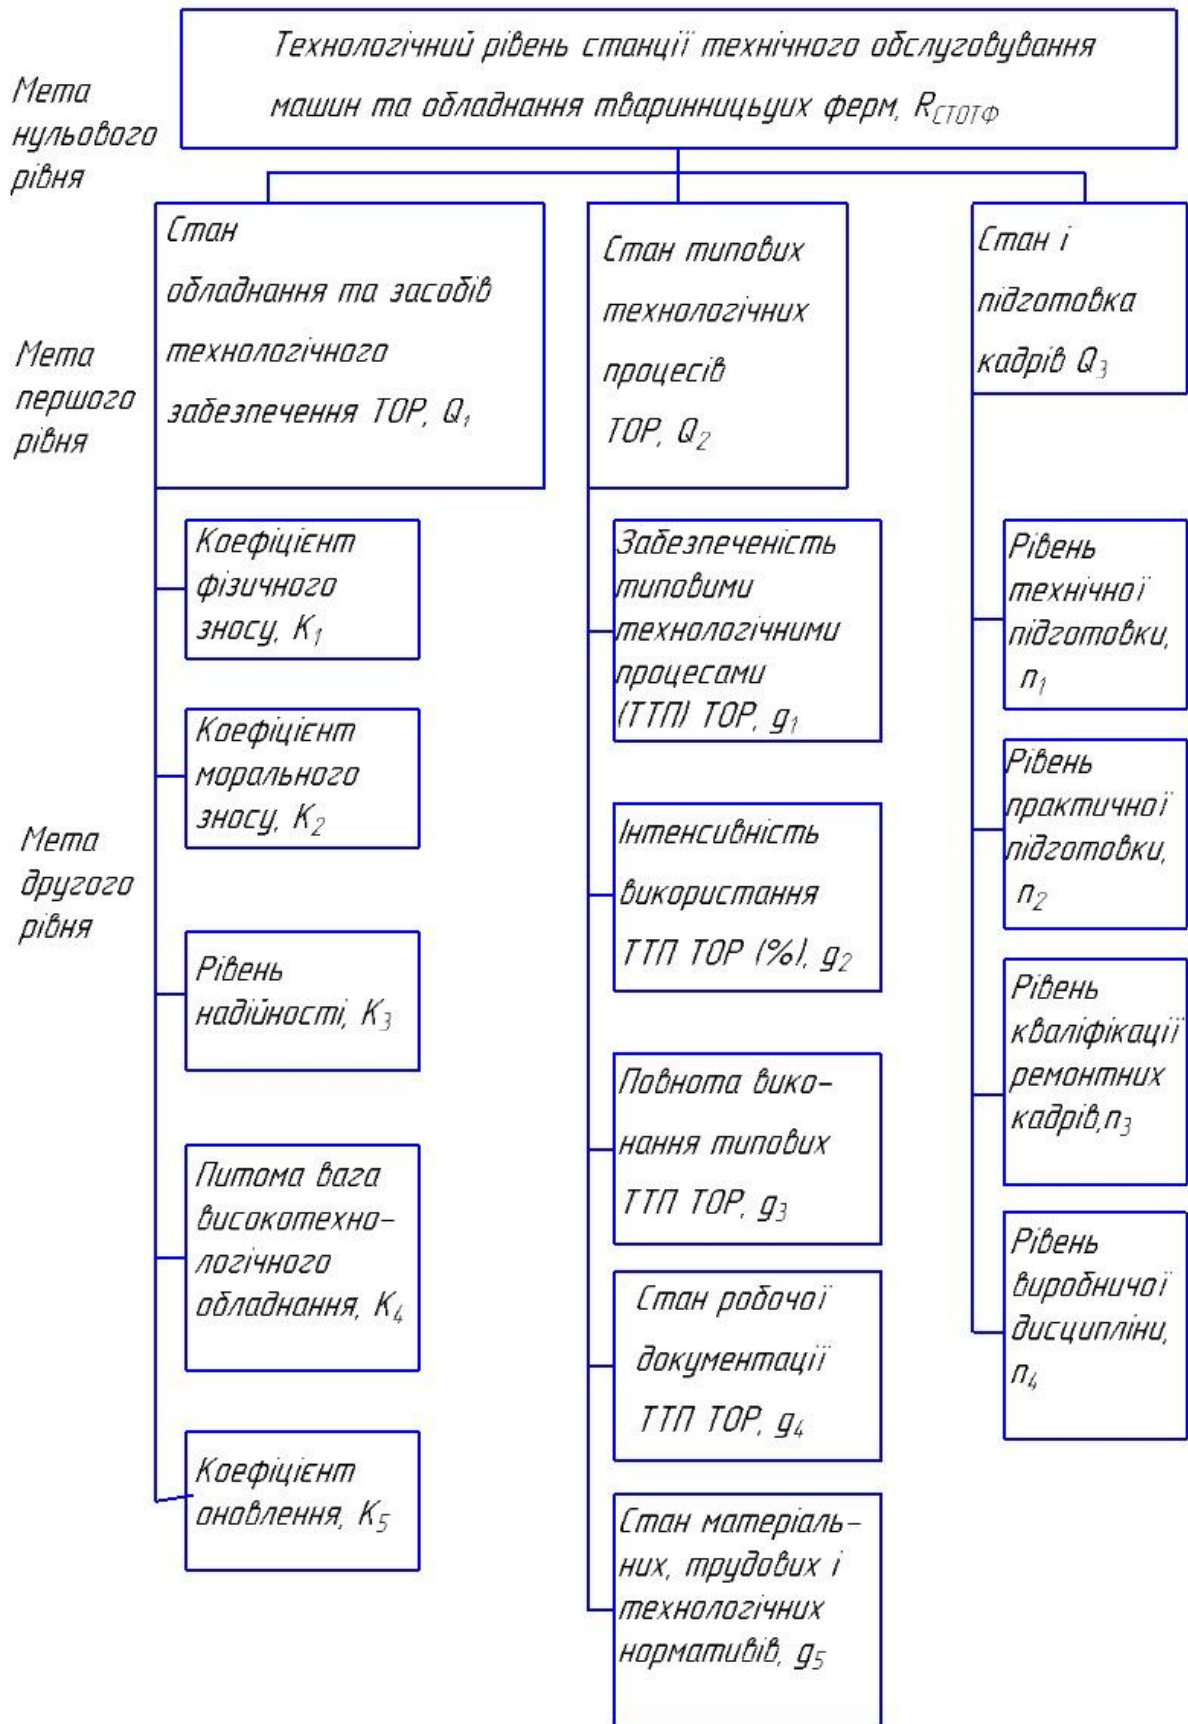 Технологічний рівень станції технічного обслуговування
машин та обладнання тваринницьуих ферм, R_СТОТФ
Мета
нульового
рівня
Стан
обладнання та засобів
технологічного
забезпечення ТОР, Q₁
Стан типових
технологічних
процесів
ТОР, Q₂
Стан і
підготовка
кадрів Q₃
Мета
першого
рівня
Коефіцієнт
фізичного
зносу, K₁
Коефіцієнт
морального
зносу, K₂
Рівень
надійності, K₃
Питома вага
високотехно-
логічного
обладнання, K₄
Коефіцієнт
оновлення, K₅
Забезпеченість
типовими
технологічними
процесами
(ТТП) ТОР, g₁
Інтенсивність
використання
ТТП ТОР (%), g₂
Повнота вико-
нання типових
ТТП ТОР, g₃
Стан робочої
документації
ТТП ТОР, g₄
Стан матеріаль-
них, трудових і
технологічних
нормативів, g₅
Рівень
технічної
підготовки,
n₁
Рівень
практичної
підготовки,
n₂
Рівень
кваліфікації
ремонтних
кадрів,n₃
Рівень
виробничої
дисципліни,
n₄
Мета
другого
рівня